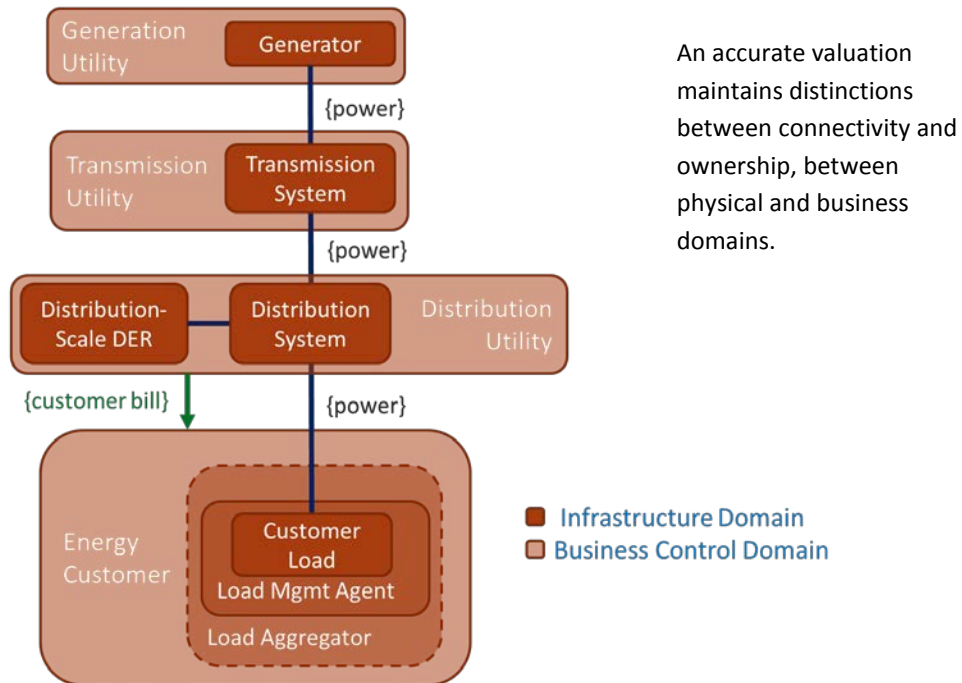 Generation
Utility
Generator
{power}
Transmission
Utility
Transmission
System
{power}
Distribution-
Scale DER
Distribution
System
Distribution
Utility
{customer bill}
{power}
Energy
Customer
Customer
Load
Load Mgmt Agent
Load Aggregator
An accurate valuation
maintains distinctions
between connectivity and
ownership, between
physical and business
domains.
Infrastructure Domain
Business Control Domain